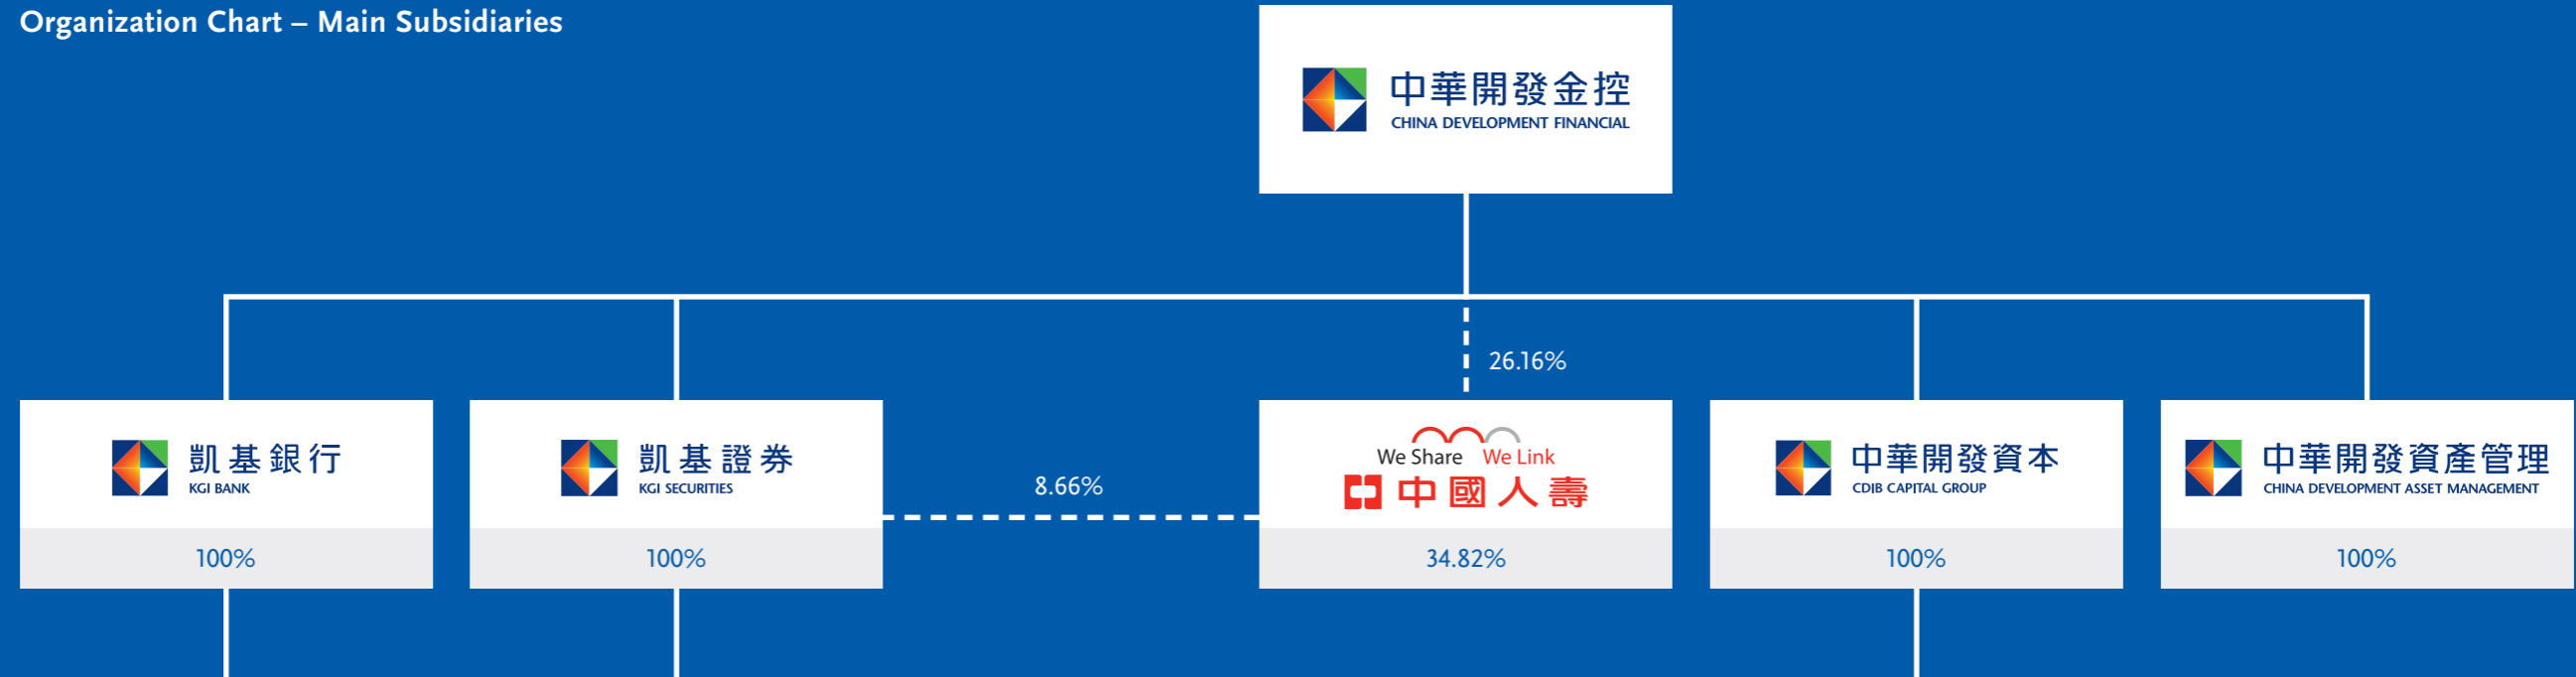 Organization Chart – Main Subsidiaries
中華開發金控
CHINA DEVELOPMENT FINANCIAL
26.16%
凱基銀行
KGI BANK
100%
凱基證券
KGI SECURITIES
100%
8.66%
We Share We Link
中國人壽
34.82%
中華開發資本
CDIB CAPITAL GROUP
100%
中華開發資產管理
CHINA DEVELOPMENT ASSET MANAGEMENT
100%